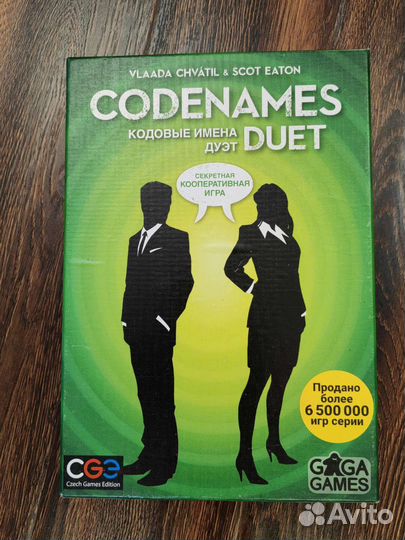 VLAADA CHVÁTIL & SCOT EATON
CODENAMES
КОДОВЫЕ ИМЕНА
ДУЭТ
DUET
СЕКРЕТНАЯ
КООПЕРАТИВНАЯ
ИГРА
Продано
более
6 500 000
игр серии
CGE
Czech Games Edition
GAGA
GAMES
Avito